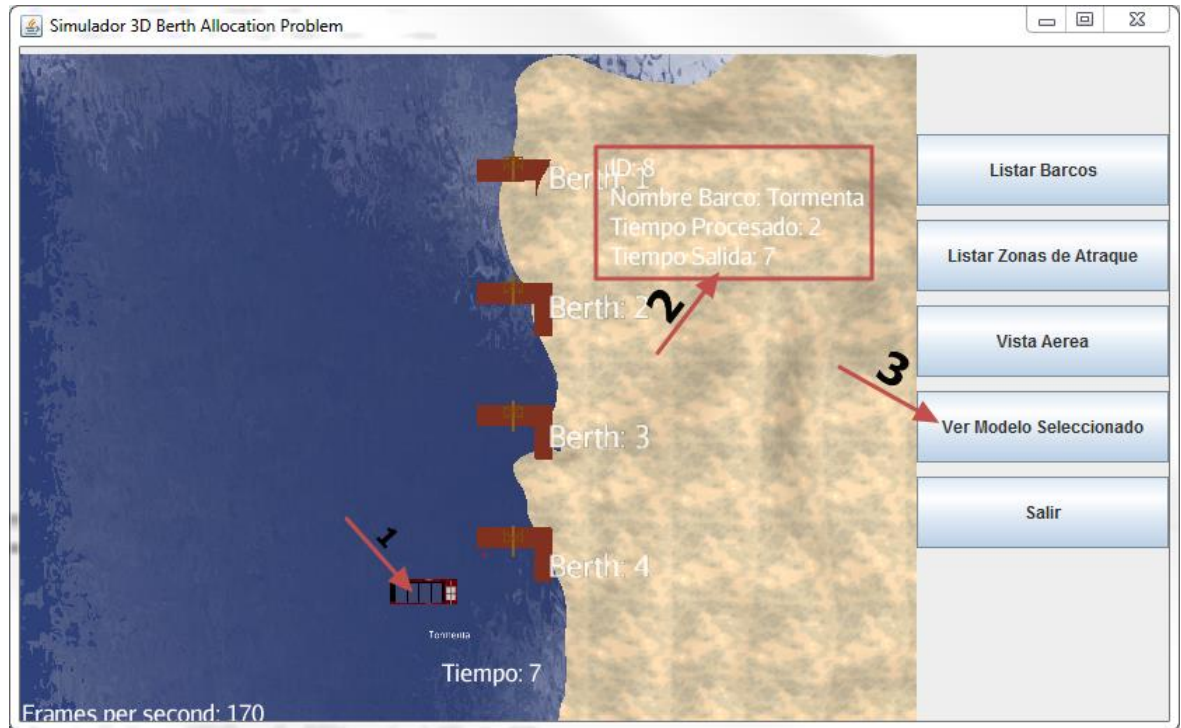 Simulador 3D Berth Allocation Problem
Berth: 1
ID: 8
Nombre Barco: Tormenta
Tiempo Procesado: 2
Tiempo Salida: 7
2
Berth: 2
3
Berth: 3
1
Berth: 4
Tormenta
Tiempo: 7
Frames per second: 170
Listar Barcos
Listar Zonas de Atraque
Vista Aerea
Ver Modelo Seleccionado
Salir